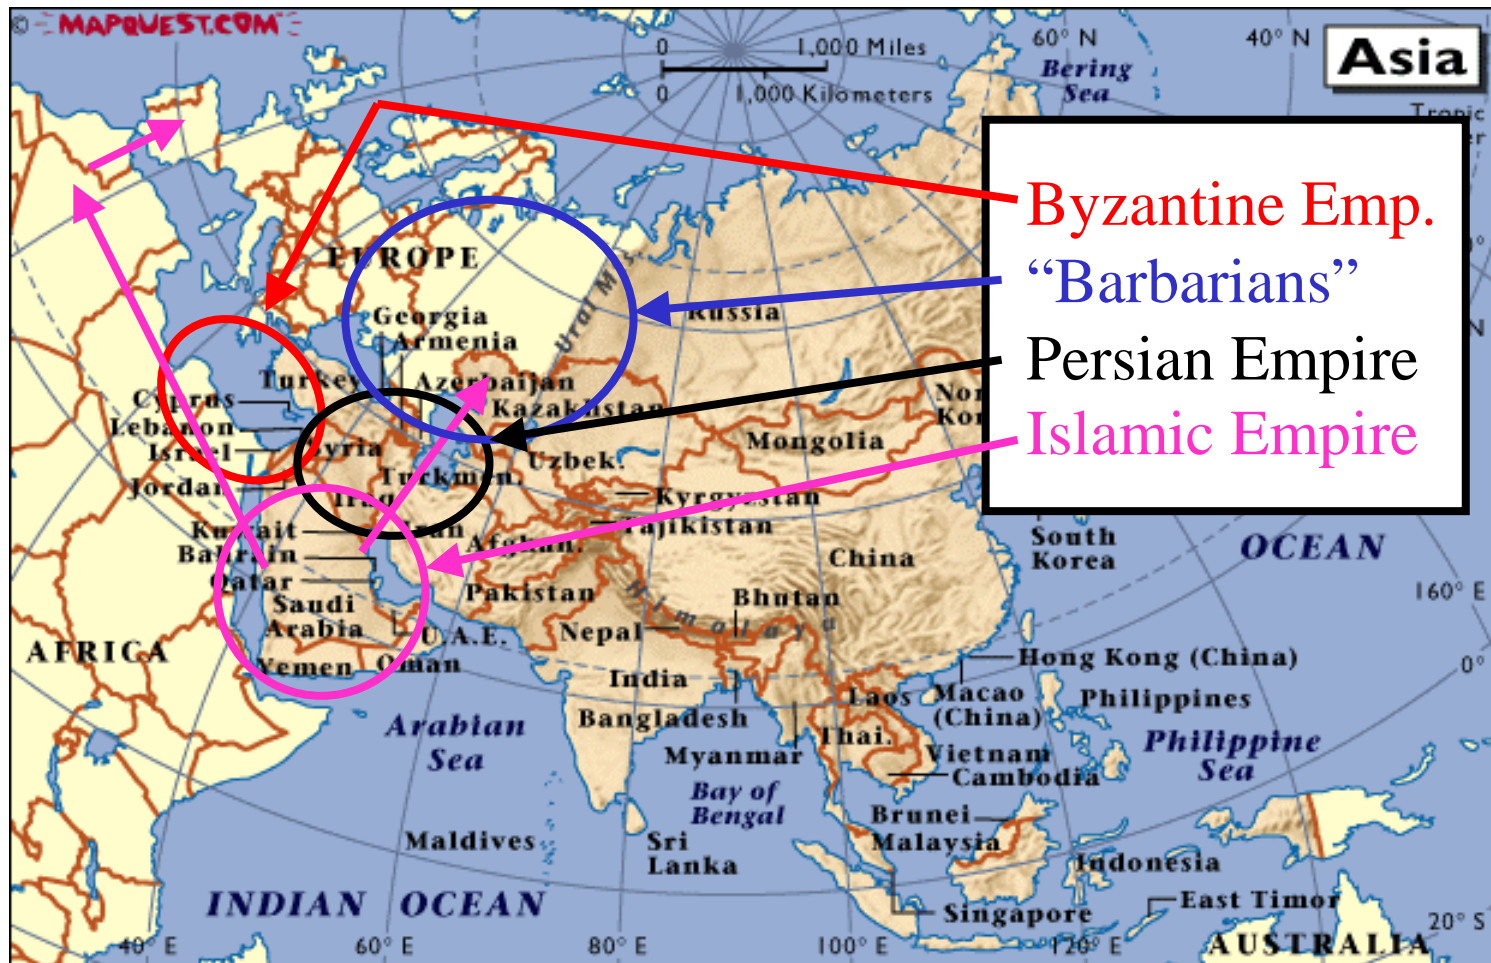 © MAPQUEST.COM
0 1,000 Miles
0 1,000 Kilometers
60° N
40° N
Asia
Bering
Sea
Tropic
Byzantine Emp.
“Barbarians”
Persian Empire
Islamic Empire
EUROPE
Ural Mts.
Russia
Georgia
Armenia
Azerbaijan
Kazakhstan
Turkey
Cyprus
Lebanon
Israel
Syria
Jordan
Iraq
Turkmen.
Uzbek.
Mongolia
Kyrgyzstan
Tajikistan
Kuwait
Iran
Afghan.
Bahrain
Qatar
Pakistan
China
South
Korea
OCEAN
160° E
Saudi
Arabia
U.A.E.
Himalaya
Bhutan
Nepal
AFRICA
Yemen
Oman
India
Hong Kong (China)
0°
Bangladesh
Laos
Macao
(China)
Philippines
Arabian
Sea
Myanmar
Thai.
Vietnam
Cambodia
Philippine
Sea
Bay of
Bengal
Maldives
Sri
Lanka
Brunei
Malaysia
Indonesia
INDIAN OCEAN
Singapore
East Timor
20° S
40° E
60° E
80° E
100° E
120° E
AUSTRALIA